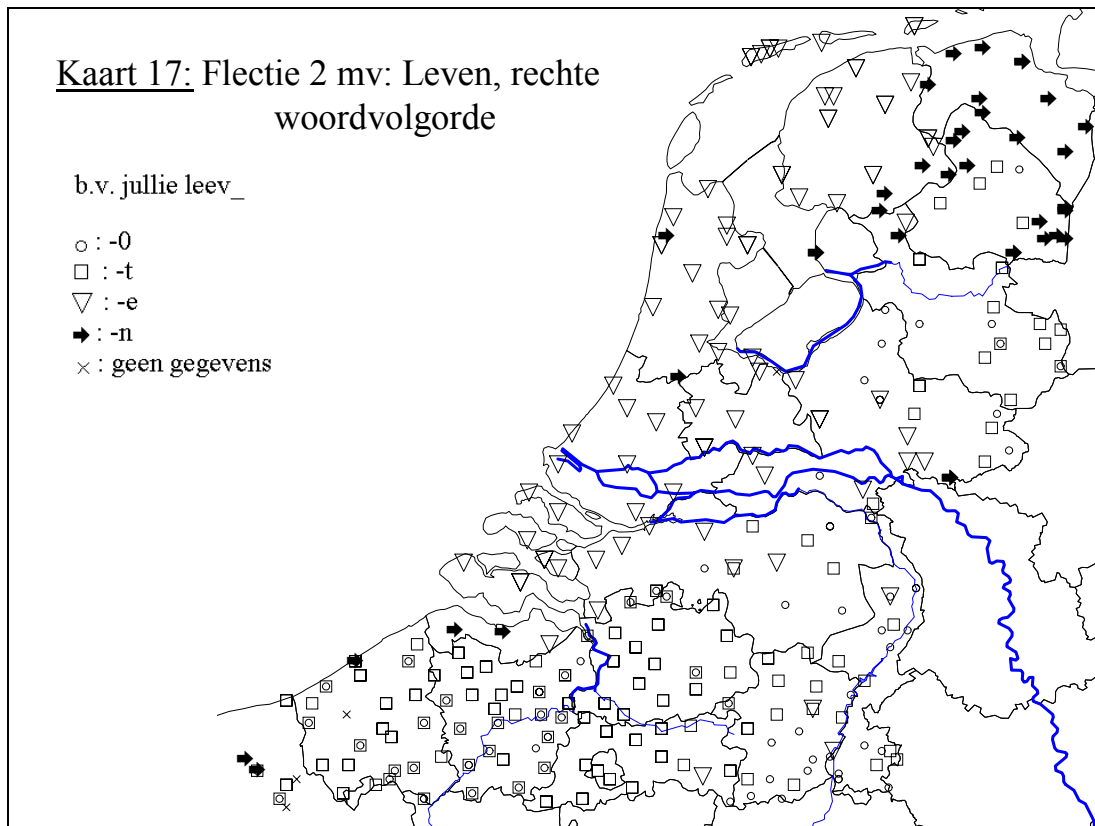 Kaart 17: Flectie 2 mv: Leven, rechte
woordvolgorde
b.v. jullie leev_
: -0
: -t
: -e
: -n
: geen gegevens